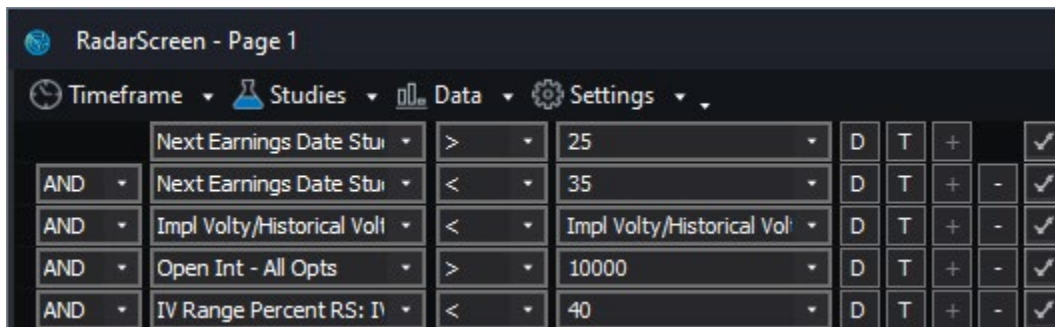 RadarScreen - Page 1
Timeframe Studies Data Settings
Next Earnings Date Stu > 25 D T +
AND Next Earnings Date Stu < 35 D T + -
AND Impl Volty/Historical Volt < Impl Volty/Historical Vol D T + -
AND Open Int - All Opts > 10000 D T + -
AND IV Range Percent RS: IV < 40 D T + -